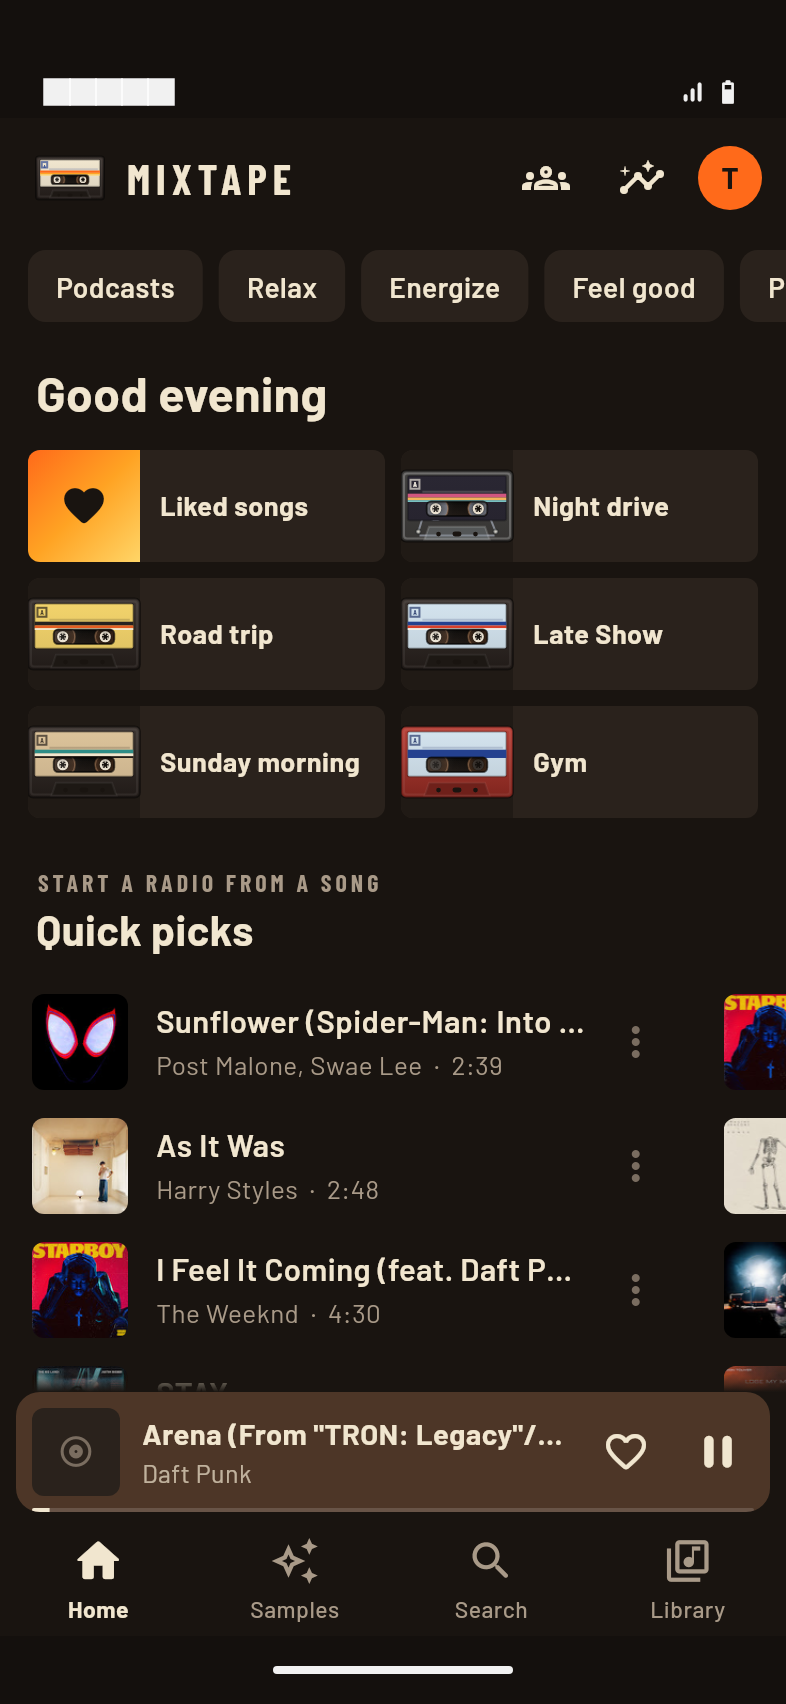 MIXTAPE
T
Podcasts
Relax
Energize
Feel good
P
Good evening
Liked songs
Night drive
Road trip
Late Show
Sunday morning
Gym
START A RADIO FROM A SONG
Quick picks
Sunflower (Spider-Man: Into ...
Post Malone, Swae Lee · 2:39
As It Was
Harry Styles · 2:48
STARBOY
I Feel It Coming (feat. Daft P...
The Weeknd · 4:30
STAY
Arena (From "TRON: Legacy"/...
Daft Punk
Home
Samples
Search
Library